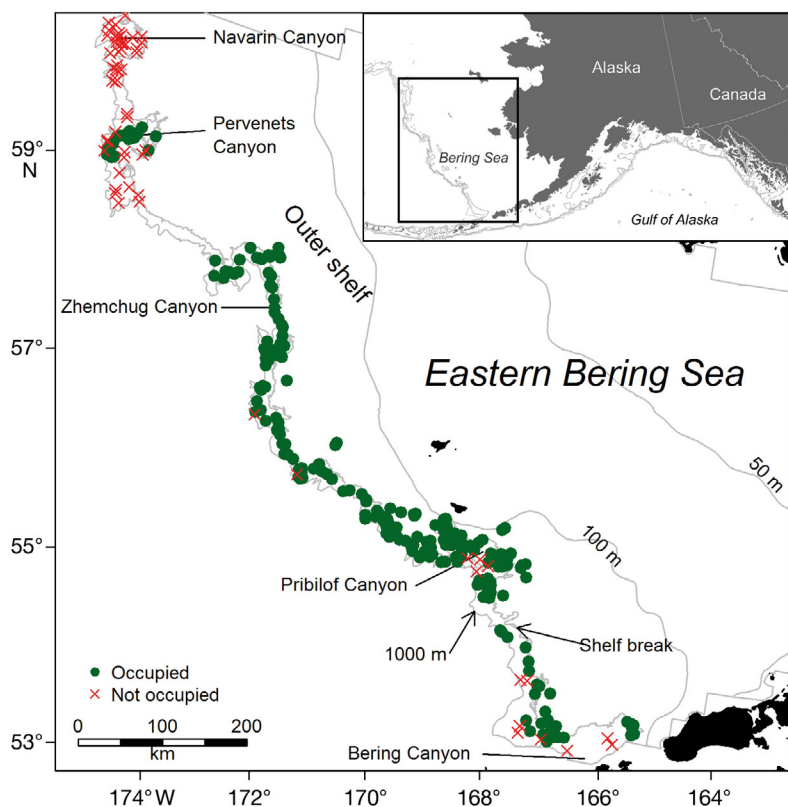 Navarin Canyon
Pervenets
Canyon
Alaska
Canada
Bering Sea
Gulf of Alaska
59°
N
Outer shelf
Zhemchug Canyon
57°
Eastern Bering Sea
50 m
100 m
55°
Pribilof Canyon
1000 m
Shelf break
Occupied
Not occupied
0 100 200
km
53°
Bering Canyon
174°W 172° 170° 168° 166° 164°